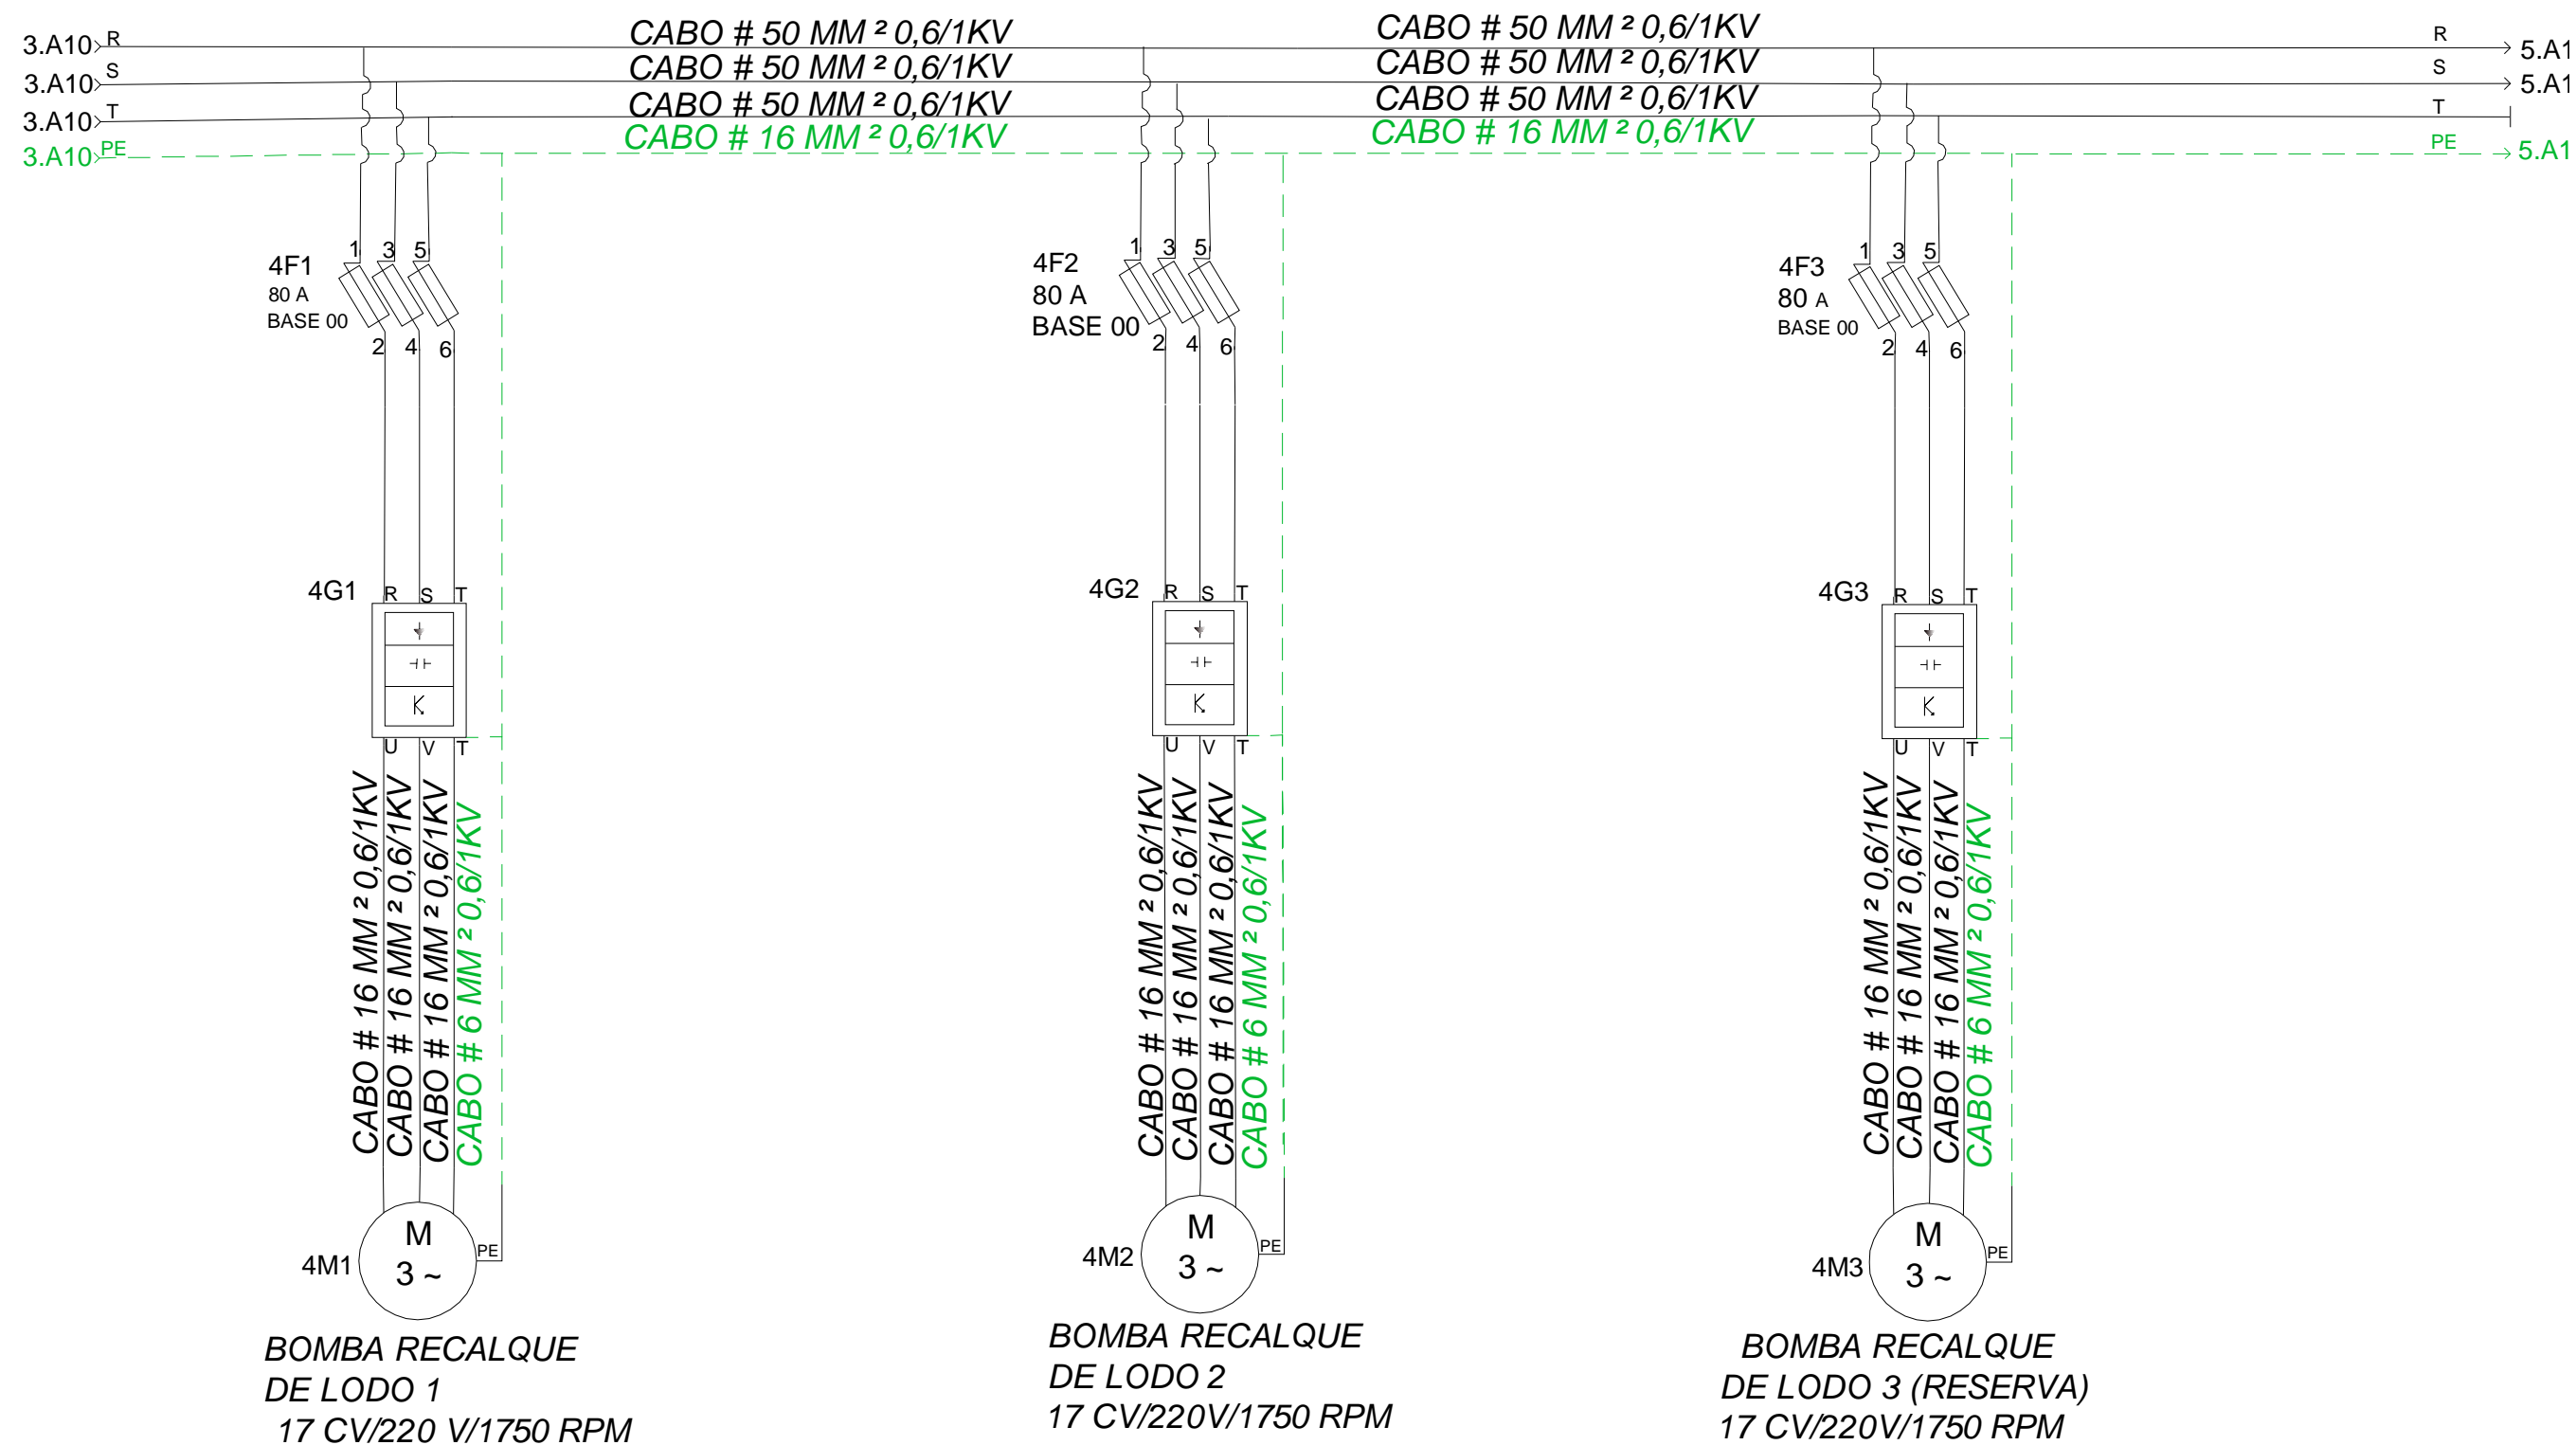 3.A10 R CABO # 50 MM ² 0,6/1KV CABO # 50 MM ² 0,6/1KV R 5.A1
3.A10 S CABO # 50 MM ² 0,6/1KV CABO # 50 MM ² 0,6/1KV S 5.A1
3.A10 T CABO # 50 MM ² 0,6/1KV CABO # 50 MM ² 0,6/1KV T
3.A10 PE CABO # 16 MM ² 0,6/1KV CABO # 16 MM ² 0,6/1KV PE 5.A1
1 3 5
4F1
80 A
BASE 00
2 4 6
1 3 5
4F2
80 A
BASE 00
2 4 6
1 3 5
4F3
80 A
BASE 00
2 4 6
4G1 R S T
U V T
4G2 R S T
U V T
4G3 R S T
U V T
CABO # 16 MM ² 0,6/1KV
CABO # 16 MM ² 0,6/1KV
CABO # 16 MM ² 0,6/1KV
CABO # 6 MM ² 0,6/1KV
CABO # 16 MM ² 0,6/1KV
CABO # 16 MM ² 0,6/1KV
CABO # 16 MM ² 0,6/1KV
CABO # 6 MM ² 0,6/1KV
CABO # 16 MM ² 0,6/1KV
CABO # 16 MM ² 0,6/1KV
CABO # 16 MM ² 0,6/1KV
CABO # 6 MM ² 0,6/1KV
4M1
M
3 ~
PE
4M2
M
3 ~
PE
4M3
M
3 ~
PE
BOMBA RECALQUE
DE LODO 1
17 CV/220 V/1750 RPM
BOMBA RECALQUE
DE LODO 2
17 CV/220V/1750 RPM
BOMBA RECALQUE
DE LODO 3 (RESERVA)
17 CV/220V/1750 RPM